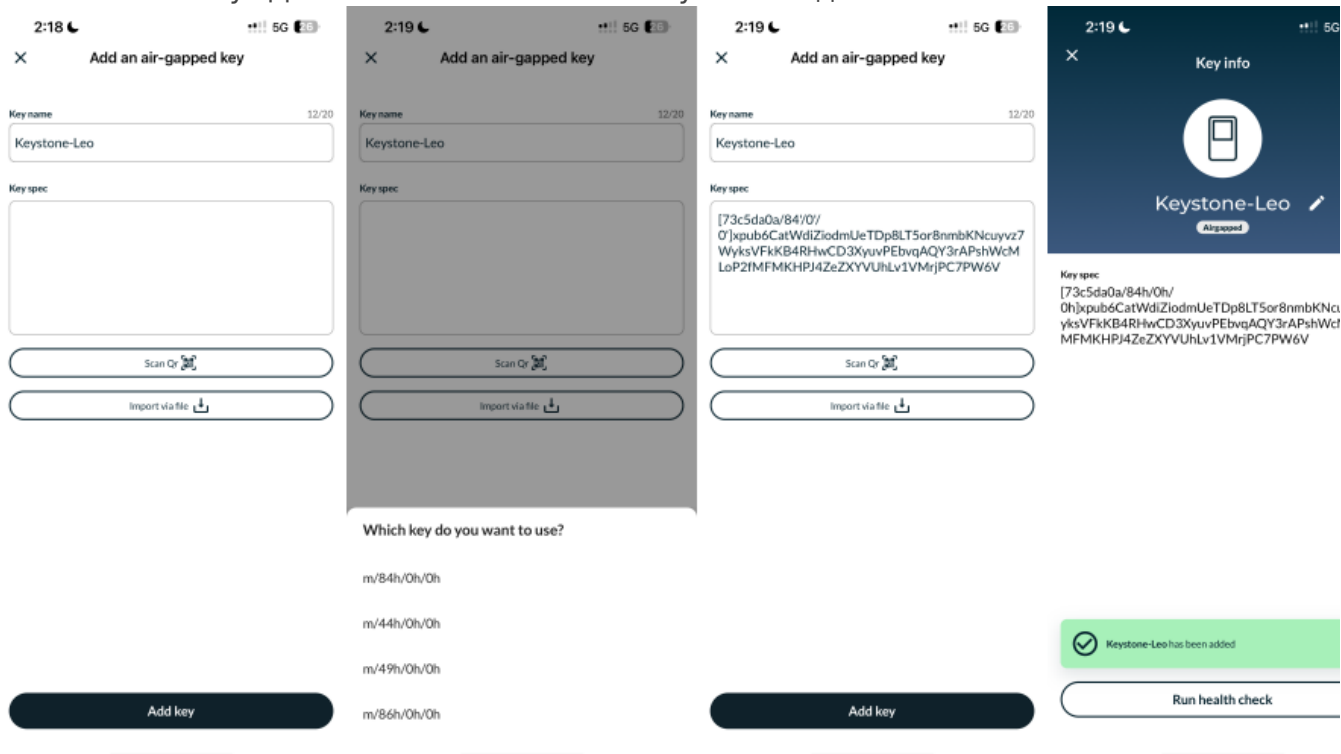 2:18
5G 26
Add an air-gapped key
Key name
12/20
Keystone-Leo
Key spec
Scan Qr
Import via file
Add key
2:19
5G 26
Add an air-gapped key
Key name
12/20
Keystone-Leo
Key spec
Scan Qr
Import via file
Which key do you want to use?
m/84h/0h/0h
m/44h/0h/0h
m/49h/0h/0h
m/86h/0h/0h
2:19
5G 26
Add an air-gapped key
Key name
12/20
Keystone-Leo
Key spec
[73c5da0a/84'/0'/
0']xpub6CatWdiZiodmUeTDp8LT5or8nmbKNcuyvz7
WyksVFkKB4RHwCD3XyuvPEbvqAQY3rAPshWcM
LoP2fMFMKHPJ4ZeZXYVUhLv1VMrjPC7PW6V
Scan Qr
Import via file
Add key
2:19
5G
Key info
Keystone-Leo
Airgapped
Key spec
[73c5da0a/84h/0h/
0h]xpub6CatWdiZiodmUeTDp8LT5or8nmbKNcu
yksVFkKB4RHwCD3XyuvPEbvqAQY3rAPshWc
MFMKHPJ4ZeZXYVUhLv1VMrjPC7PW6V
Keystone-Leo has been added
Run health check